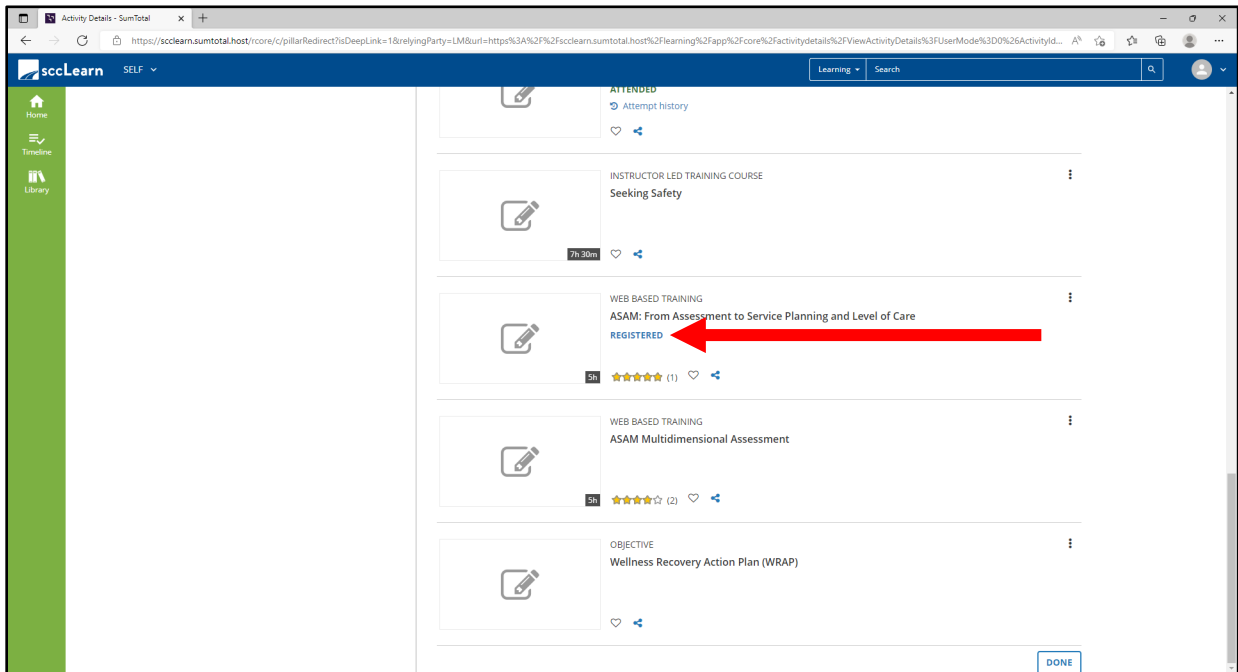 Activity Details - SumTotal
https://scclearn.sumtotal.host/rcore/c/pillarRedirect?isDeepLink=1&relyingParty=LM&url=https%3A%2F%2Fscclearn.sumtotal.host%2Flearning%2Fapp%2Fcore%2Factivitydetails%2FViewActivityDetails%3FUserMode%3D0%26ActivityId...
sccLearn SELF Learning Search
Home
Timeline
Library
ATTENDED
Attempt history
INSTRUCTOR LED TRAINING COURSE
Seeking Safety
7h 30m
WEB BASED TRAINING
ASAM: From Assessment to Service Planning and Level of Care
REGISTERED
5h (1)
WEB BASED TRAINING
ASAM Multidimensional Assessment
5h (2)
OBJECTIVE
Wellness Recovery Action Plan (WRAP)
DONE